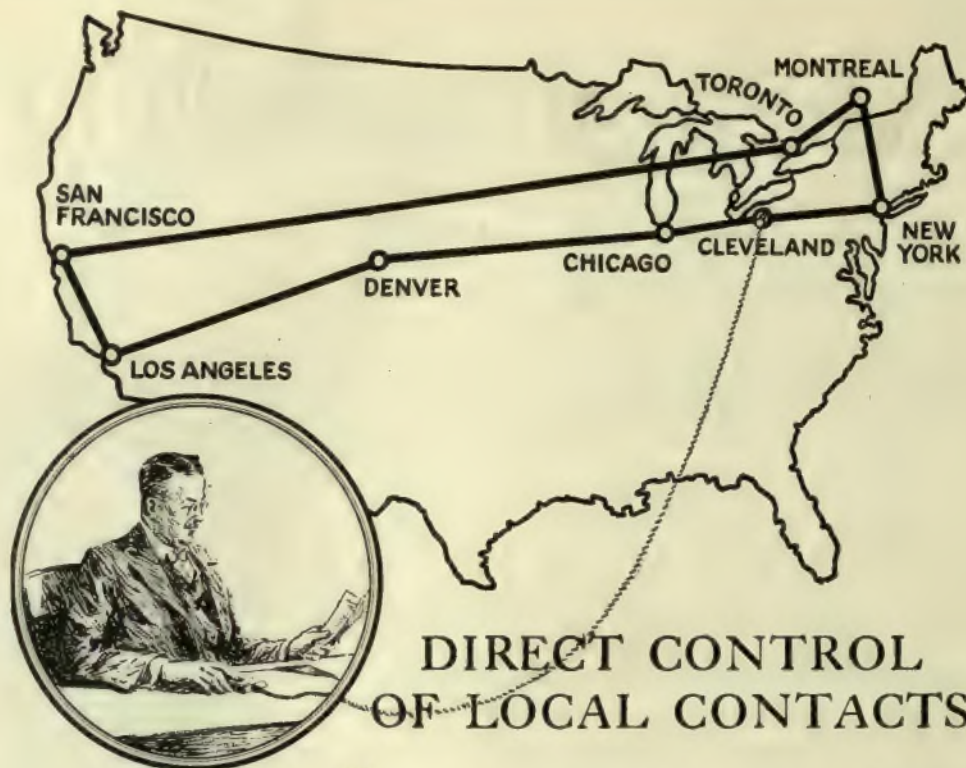 MONTREAL
TORONTO
SAN
FRANCISCO
NEW
YORK
CLEVELAND
CHICAGO
DENVER
LOS ANGELES
DIRECT CONTROL
OF LOCAL CONTACTS